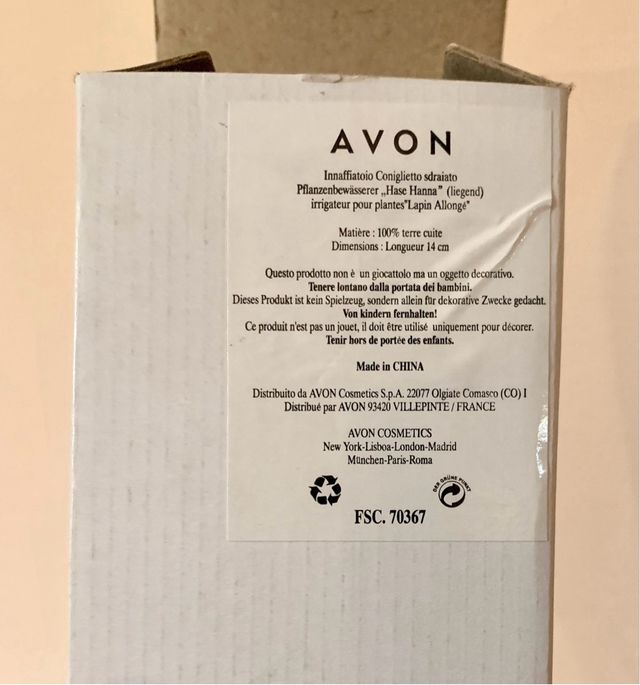 AVON
Innaffiatoio Coniglietto sdraiato
Pflanzenbewässerer „Hase Hanna" (liegend)
irrigateur pour plantes"Lapin Allongé"
Matière : 100% terre cuite
Dimensions : Longueur 14 cm
Questo prodotto non è un giocattolo ma un oggetto decorativo.
Tenere lontano dalla portata dei bambini.
Dieses Produkt ist kein Spielzeug, sondern allein für dekorative Zwecke gedacht.
Von kindern fernhalten!
Ce produit n'est pas un jouet, il doit être utilisé uniquement pour décorer.
Tenir hors de portée des enfants.
Made in CHINA
Distribuito da AVON Cosmetics S.p.A. 22077 Olgiate Comasco (CO) I
Distribué par AVON 93420 VILLEPINTE / FRANCE
AVON COSMETICS
New York-Lisboa-London-Madrid
München-Paris-Roma
DER GRÜNE PUNKT
FSC. 70367